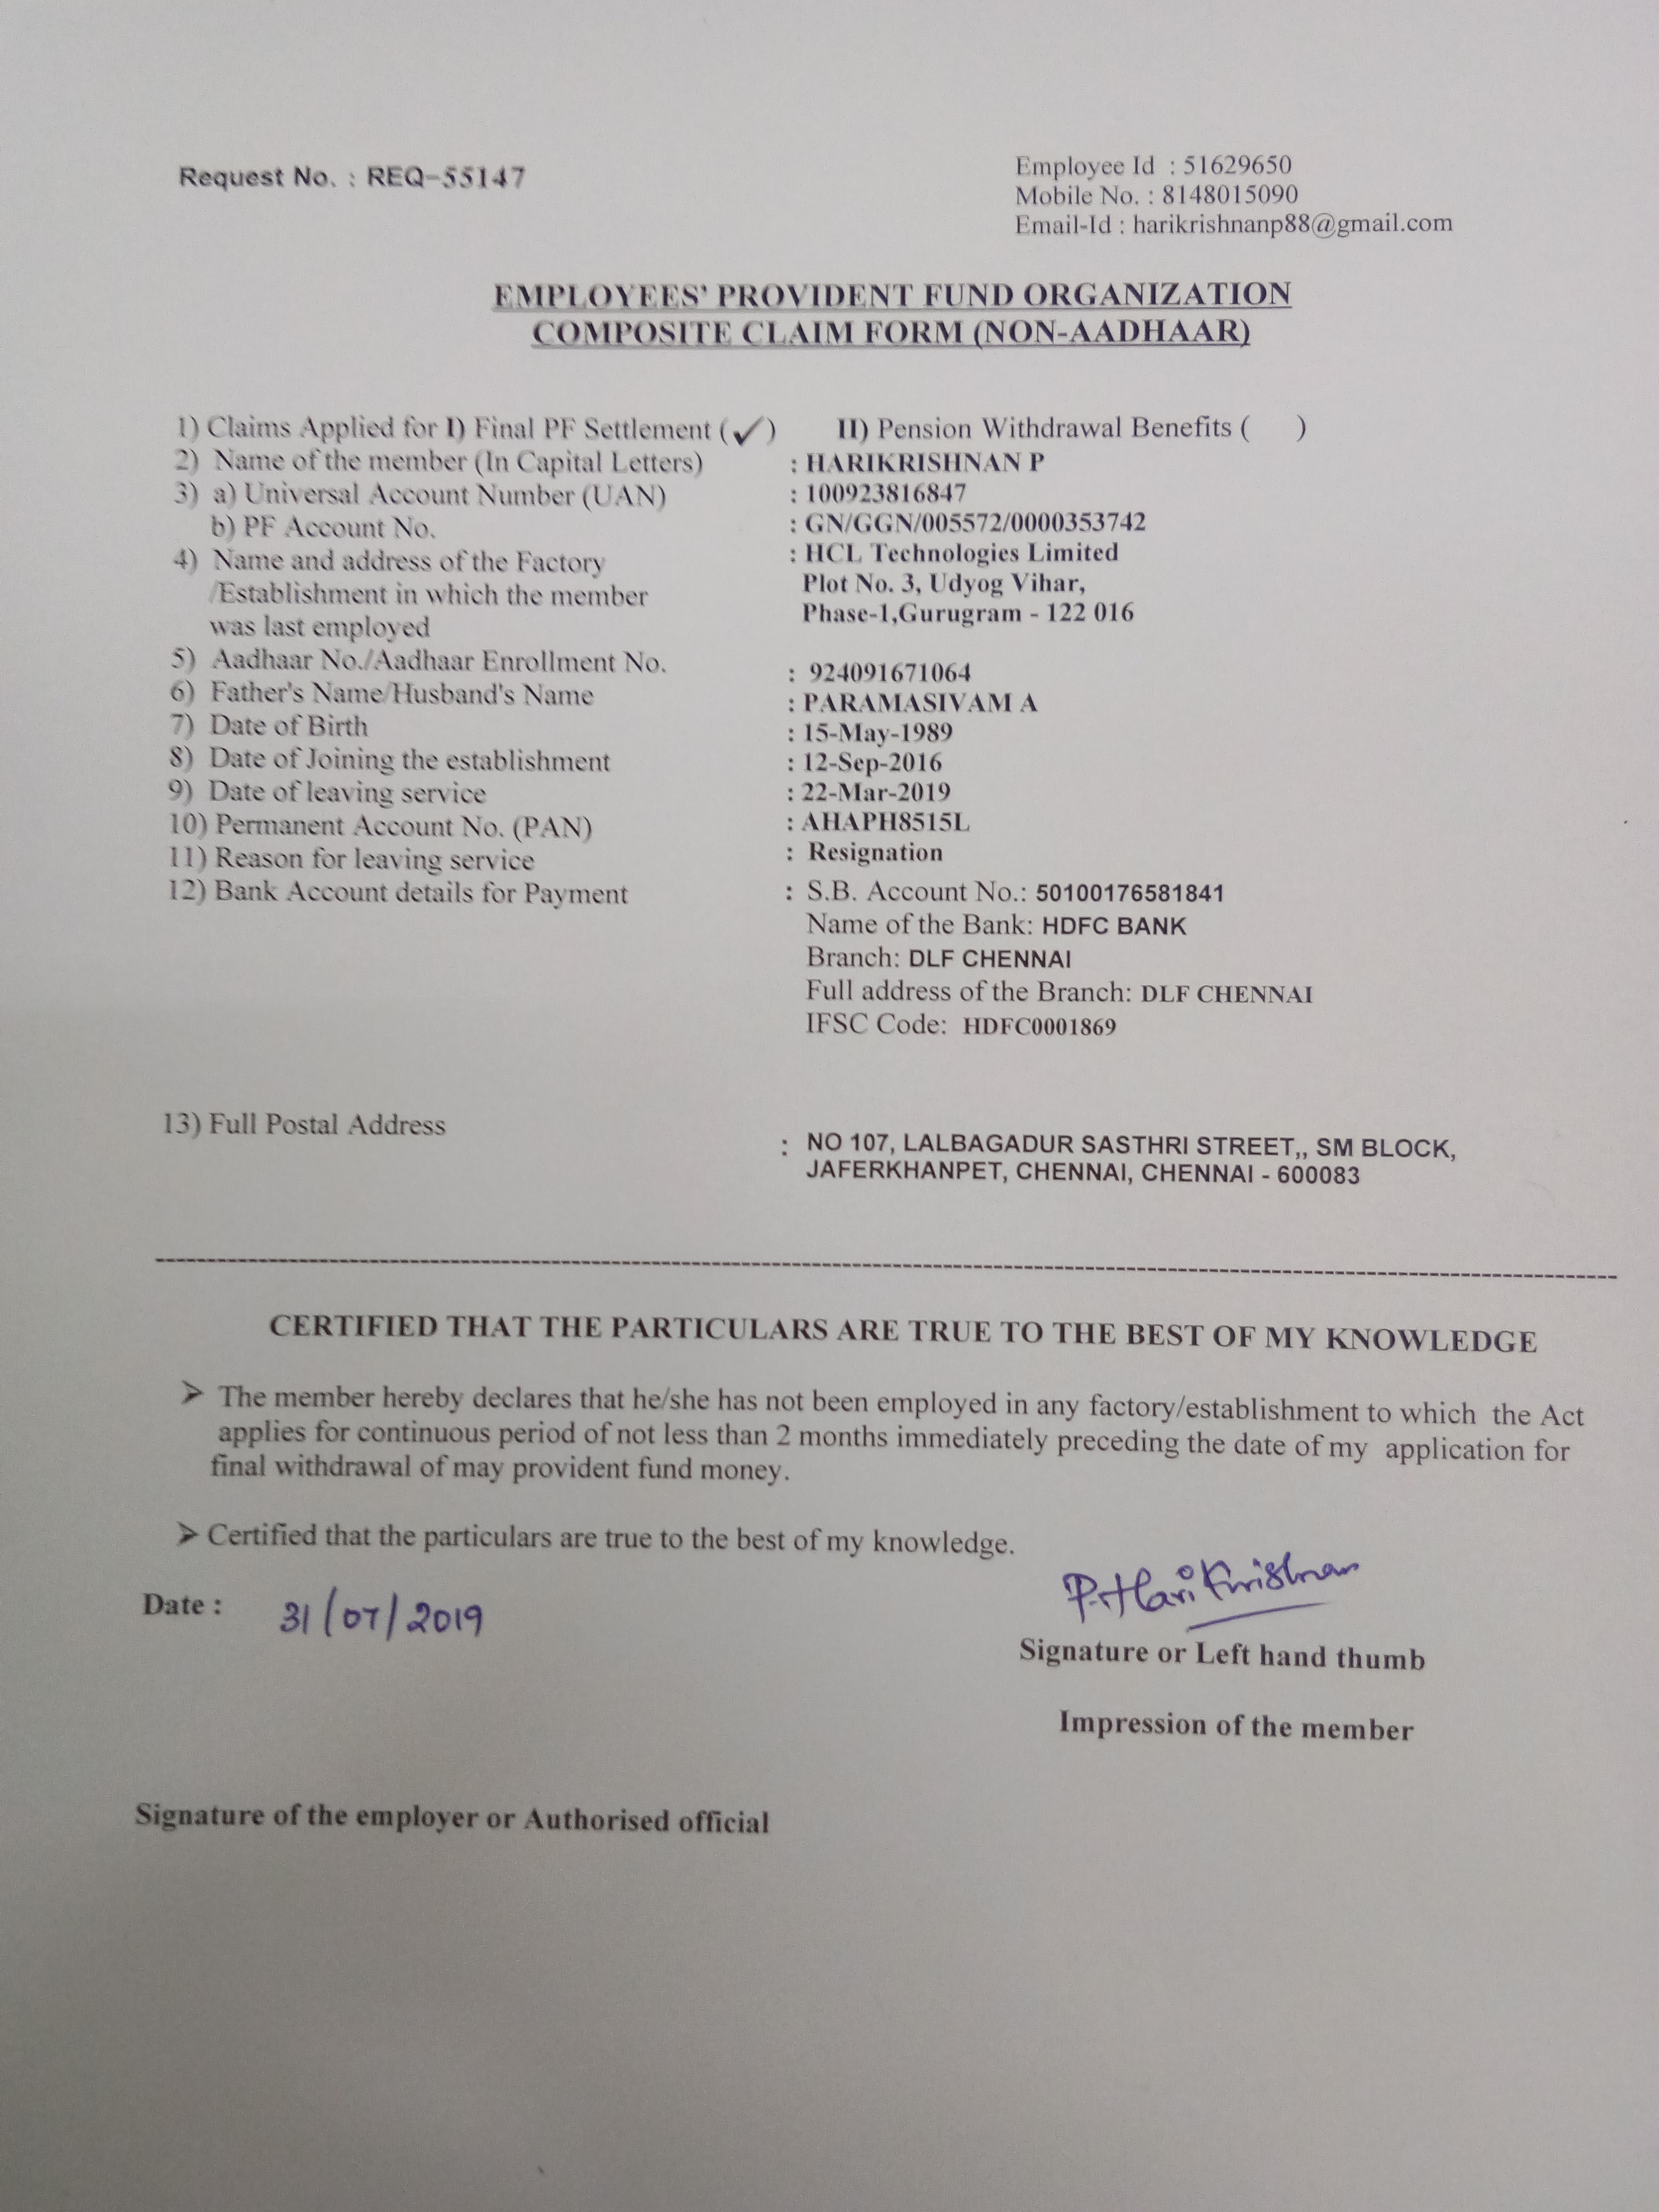 Request No. : REQ-55147
Employee Id : 51629650
Mobile No. : 8148015090
Email-Id : harikrishnanp88@gmail.com
EMPLOYEES' PROVIDENT FUND ORGANIZATION
COMPOSITE CLAIM FORM (NON-AADHAAR)
1) Claims Applied for I) Final PF Settlement (✓) II) Pension Withdrawal Benefits ( )
2) Name of the member (In Capital Letters) : HARIKRISHNAN P
3) a) Universal Account Number (UAN) : 100923816847
b) PF Account No. : GN/GGN/005572/0000353742
4) Name and address of the Factory : HCL Technologies Limited
/Establishment in which the member Plot No. 3, Udyog Vihar,
was last employed Phase-1,Gurugram - 122 016
5) Aadhaar No./Aadhaar Enrollment No. : 924091671064
6) Father's Name/Husband's Name : PARAMASIVAM A
7) Date of Birth : 15-May-1989
8) Date of Joining the establishment : 12-Sep-2016
9) Date of leaving service : 22-Mar-2019
10) Permanent Account No. (PAN) : AHAPH8515L
11) Reason for leaving service : Resignation
12) Bank Account details for Payment : S.B. Account No.: 50100176581841
Name of the Bank: HDFC BANK
Branch: DLF CHENNAI
Full address of the Branch: DLF CHENNAI
IFSC Code: HDFC0001869
13) Full Postal Address : NO 107, LALBAGADUR SASTHRI STREET,, SM BLOCK,
JAFERKHANPET, CHENNAI, CHENNAI - 600083
CERTIFIED THAT THE PARTICULARS ARE TRUE TO THE BEST OF MY KNOWLEDGE
➢ The member hereby declares that he/she has not been employed in any factory/establishment to which the Act
applies for continuous period of not less than 2 months immediately preceding the date of my application for
final withdrawal of may provident fund money.
➢ Certified that the particulars are true to the best of my knowledge.
P. Hari Krishnan
Date : 31/07/2019
Signature or Left hand thumb
Impression of the member
Signature of the employer or Authorised official